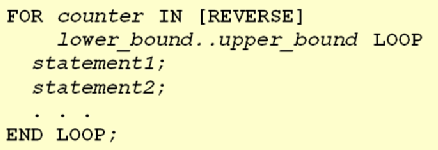 FOR counter IN [REVERSE]
lower_bound..upper_bound LOOP
statement1;
statement2;
. . .
END LOOP;